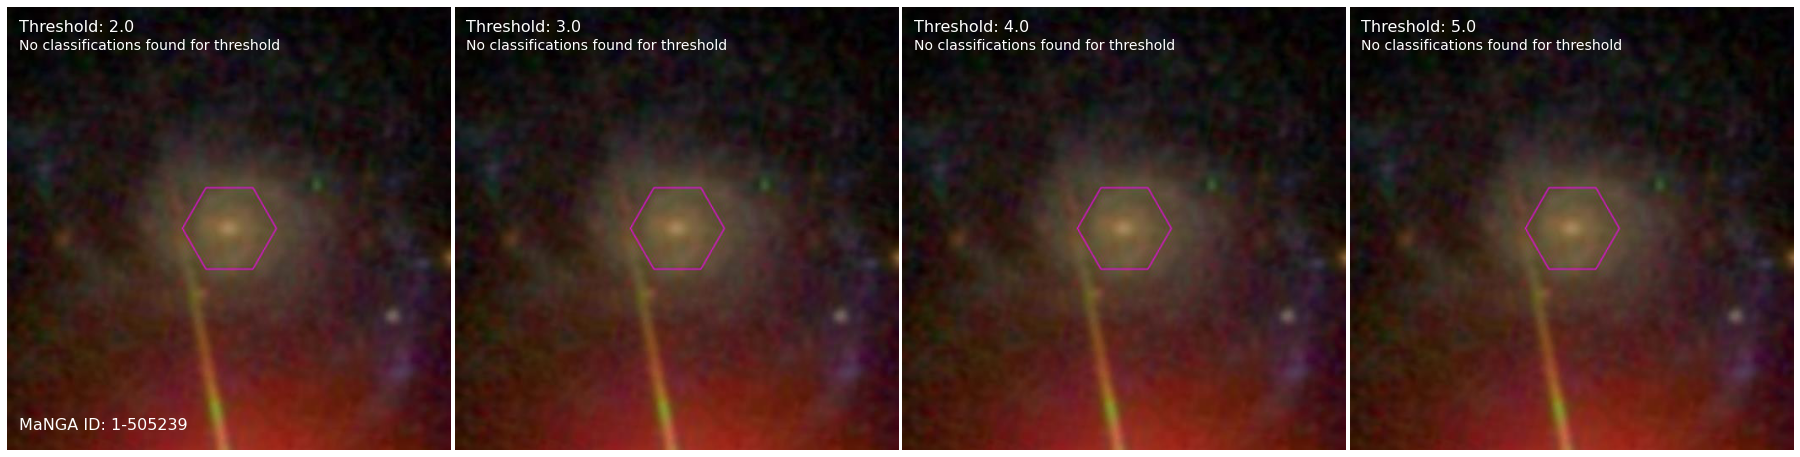 Threshold: 2.0
No classifications found for threshold
Threshold: 3.0
No classifications found for threshold
Threshold: 4.0
No classifications found for threshold
Threshold: 5.0
No classifications found for threshold
MaNGA ID: 1-505239